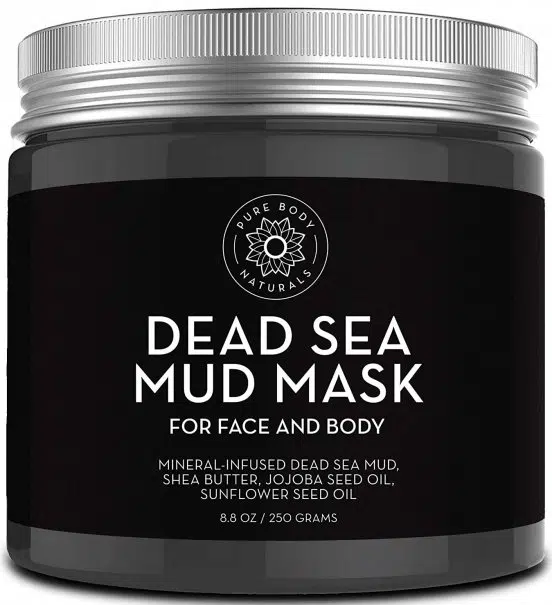 PURE BODY
NATURALS
DEAD SEA
MUD MASK
FOR FACE AND BODY
MINERAL-INFUSED DEAD SEA MUD,
SHEA BUTTER, JOJOBA SEED OIL,
SUNFLOWER SEED OIL
8.8 OZ / 250 GRAMS